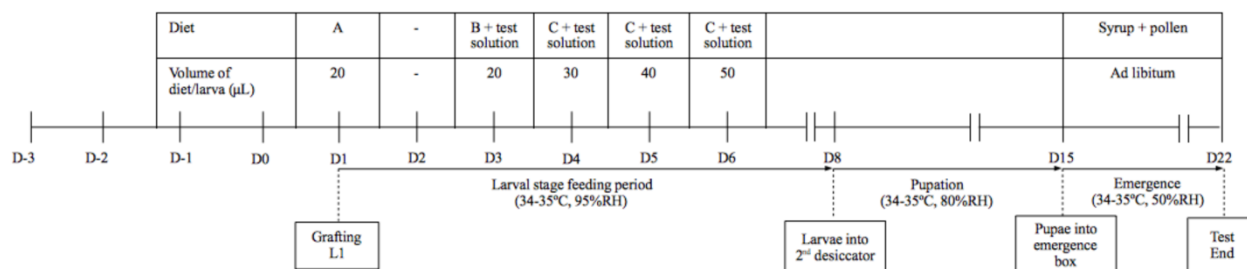 Diet
A
-
B + test
solution
C + test
solution
C + test
solution
C + test
solution
Syrup + pollen
Volume of
diet/larva (µL)
20
-
20
30
40
50
Ad libitum
D-3
D-2
D-1
D0
D1
D2
D3
D4
D5
D6
D8
D15
D22
Larval stage feeding period
(34-35ºC, 95%RH)
Pupation
(34-35ºC, 80%RH)
Emergence
(34-35ºC, 50%RH)
Grafting
L1
Larvae into
2nd desiccator
Pupae into
emergence
box
Test
End